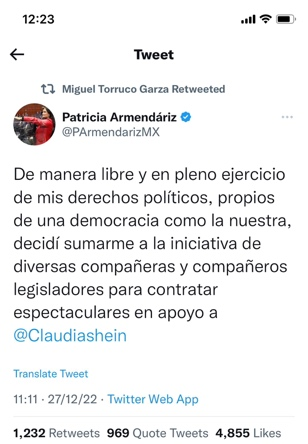 12:23
Tweet
Miguel Torruco Garza Retweeted
Patricia Armendáriz
@PArmendarizMX
De manera libre y en pleno ejercicio
de mis derechos políticos, propios
de una democracia como la nuestra,
decidí sumarme a la iniciativa de
diversas compañeras y compañeros
legisladores para contratar
espectaculares en apoyo a
@Claudiashein
Translate Tweet
11:11 · 27/12/22 · Twitter Web App
1,232 Retweets 969 Quote Tweets 4,855 Likes